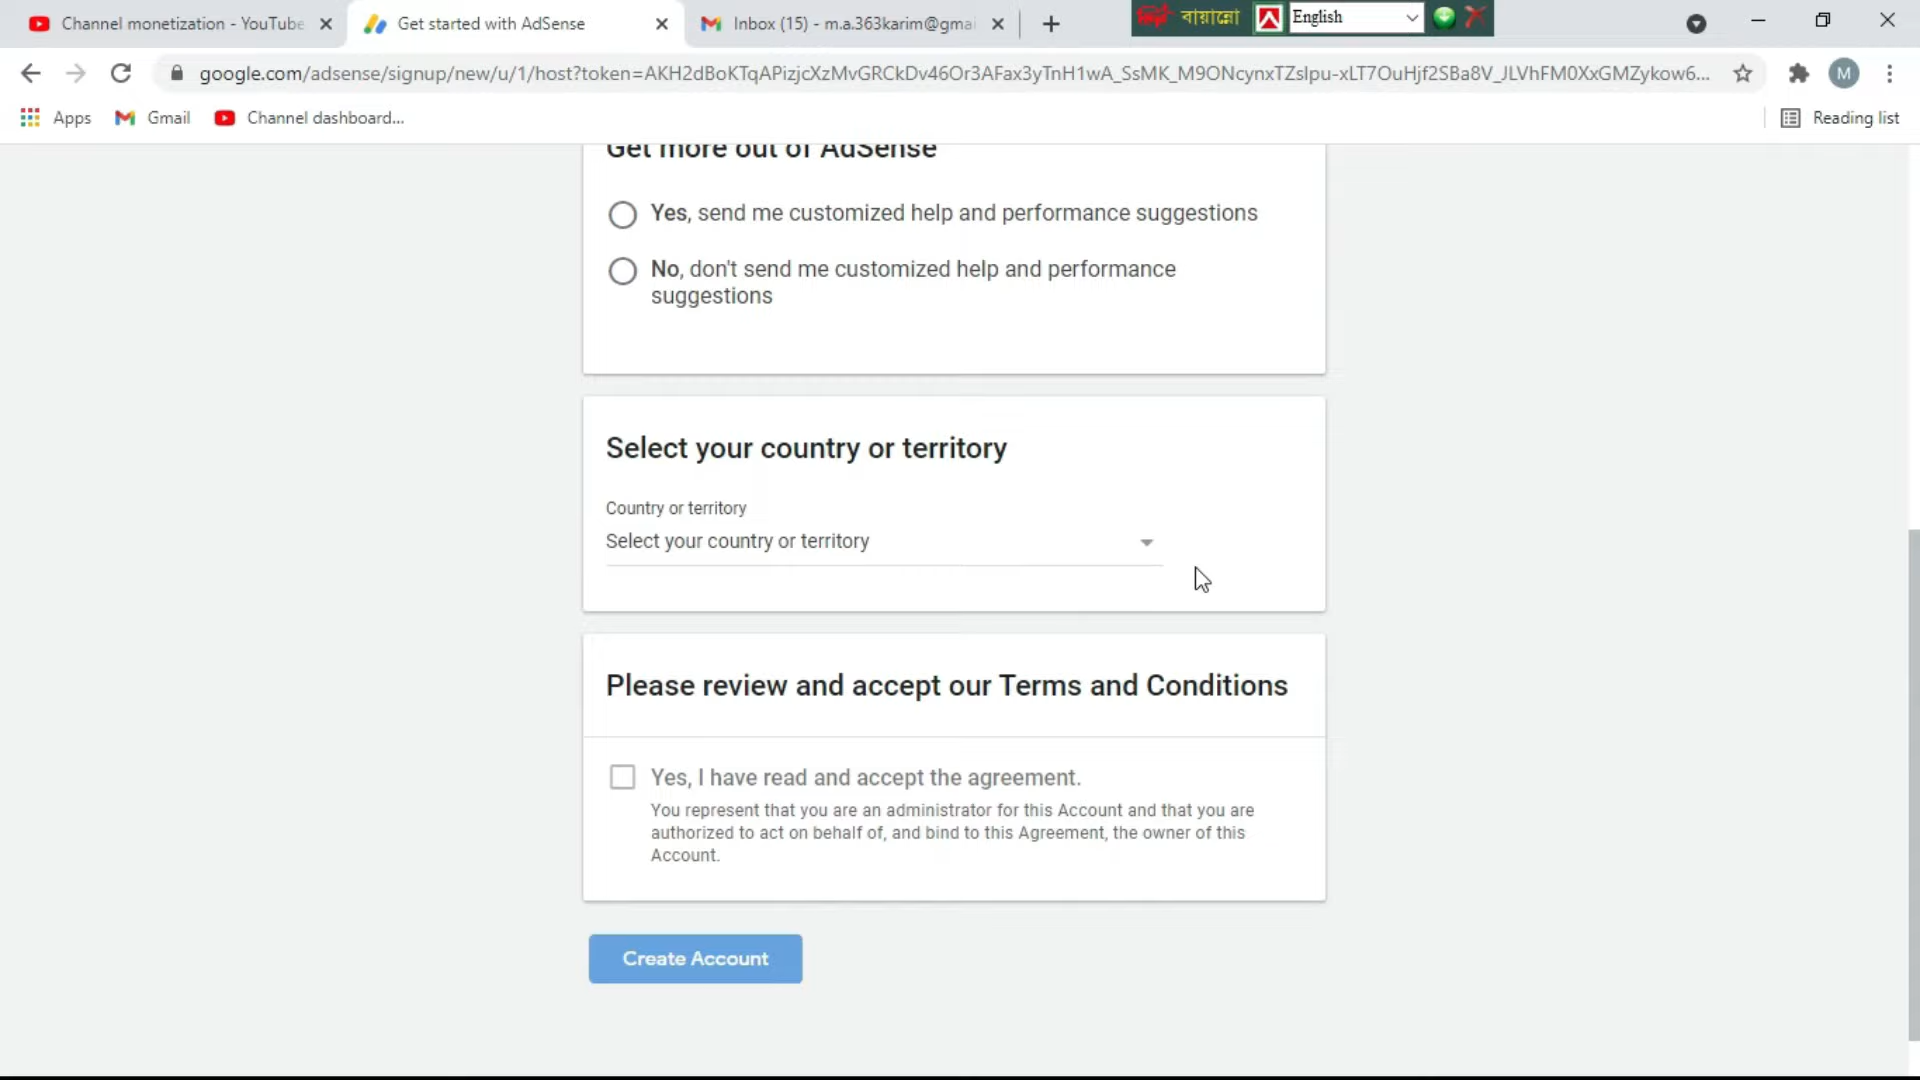 Channel monetization - YouTube
Get started with AdSense
Inbox (15) - m.a.363karim@gmai
বায়ান্নো
English
google.com/adsense/signup/new/u/1/host?token=AKH2dBoKTqAPizjcXzMvGRCkDv46Or3AFax3yTnH1wA_SsMK_M9ONcynxTZsIpu-xLT7OuHjf2SBa8V_JLVhFM0XxGMZykow6...
M
Apps
Gmail
Channel dashboard...
Reading list
Get more out of AdSense
Yes, send me customized help and performance suggestions
No, don't send me customized help and performance
suggestions
Select your country or territory
Country or territory
Select your country or territory
Please review and accept our Terms and Conditions
Yes, I have read and accept the agreement.
You represent that you are an administrator for this Account and that you are
authorized to act on behalf of, and bind to this Agreement, the owner of this
Account.
Create Account